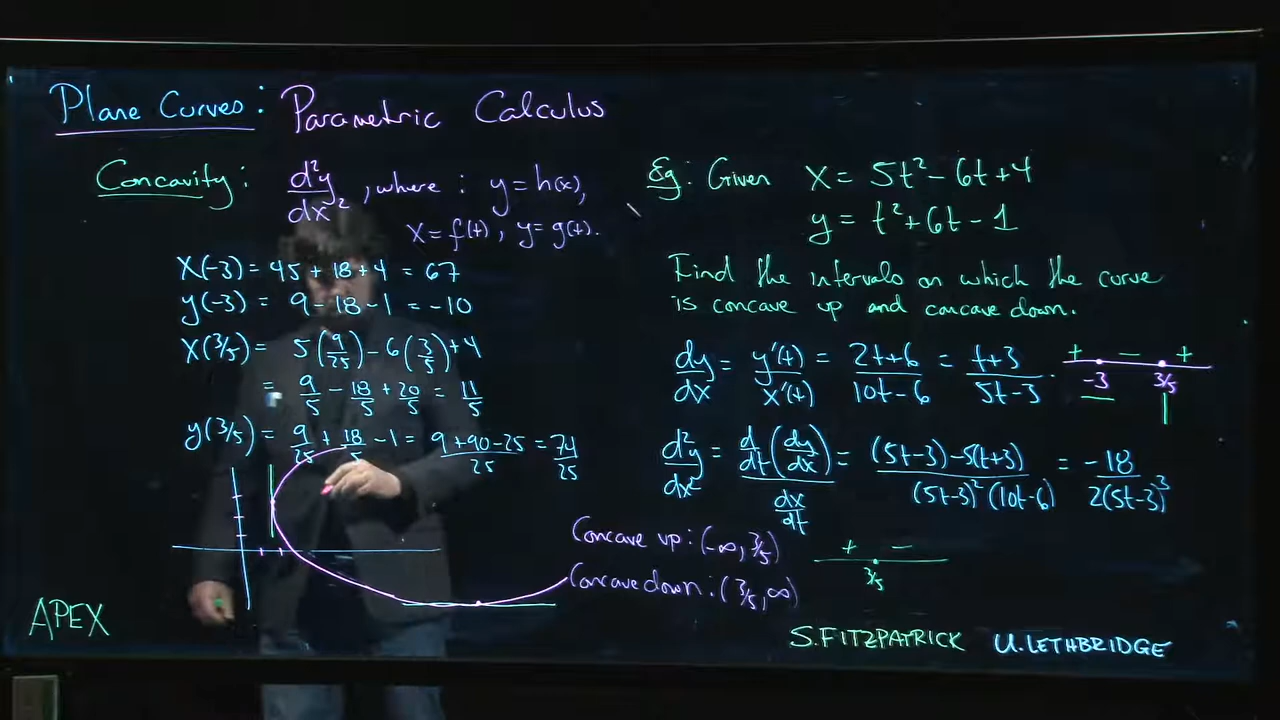 Plane Curves: Parametric Calculus
Concavity: d²y/dx², where: y = h(x),
x = f(t), y = g(t).
x(-3) = 45 + 18 + 4 = 67
y(-3) = 9 - 18 - 1 = -10
x(3/5) = 5(9/25) - 6(3/5) + 4
= 9/5 - 18/5 + 20/5 = 11/5
y(3/5) = 9/25 + 18/5 - 1 = (9 + 90 - 25)/25 = 74/25
Eg: Given x = 5t² - 6t + 4
y = t² + 6t - 1
Find the intervals on which the curve
is concave up and concave down.
dy/dx = y'(t)/x'(t) = (2t+6)/(10t-6) = (t+3)/(5t-3).
+ - +
-3 3/5
d²y/dx² = d/dt(dy/dx)/(dx/dt) = ((5t-3) - 5(t+3))/((5t-3)²(10t-6)) = -18/(2(5t-3)³)
Concave up: (-∞, 3/5)
Concave down: (3/5, ∞)
+ -
3/5
APEX
S.FITZPATRICK U.LETHBRIDGE